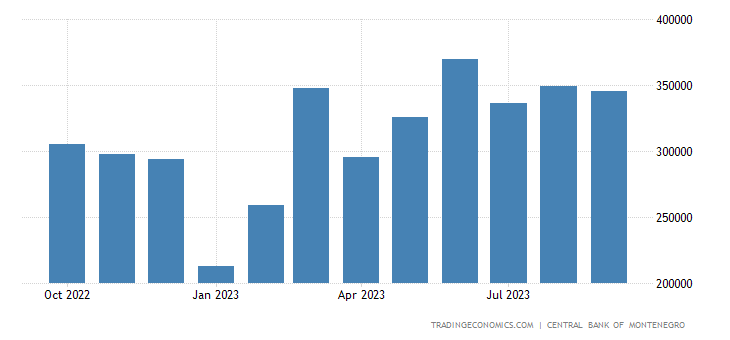 400000
350000
300000
250000
200000
Oct 2022 Jan 2023 Apr 2023 Jul 2023
TRADINGECONOMICS.COM | CENTRAL BANK OF MONTENEGRO